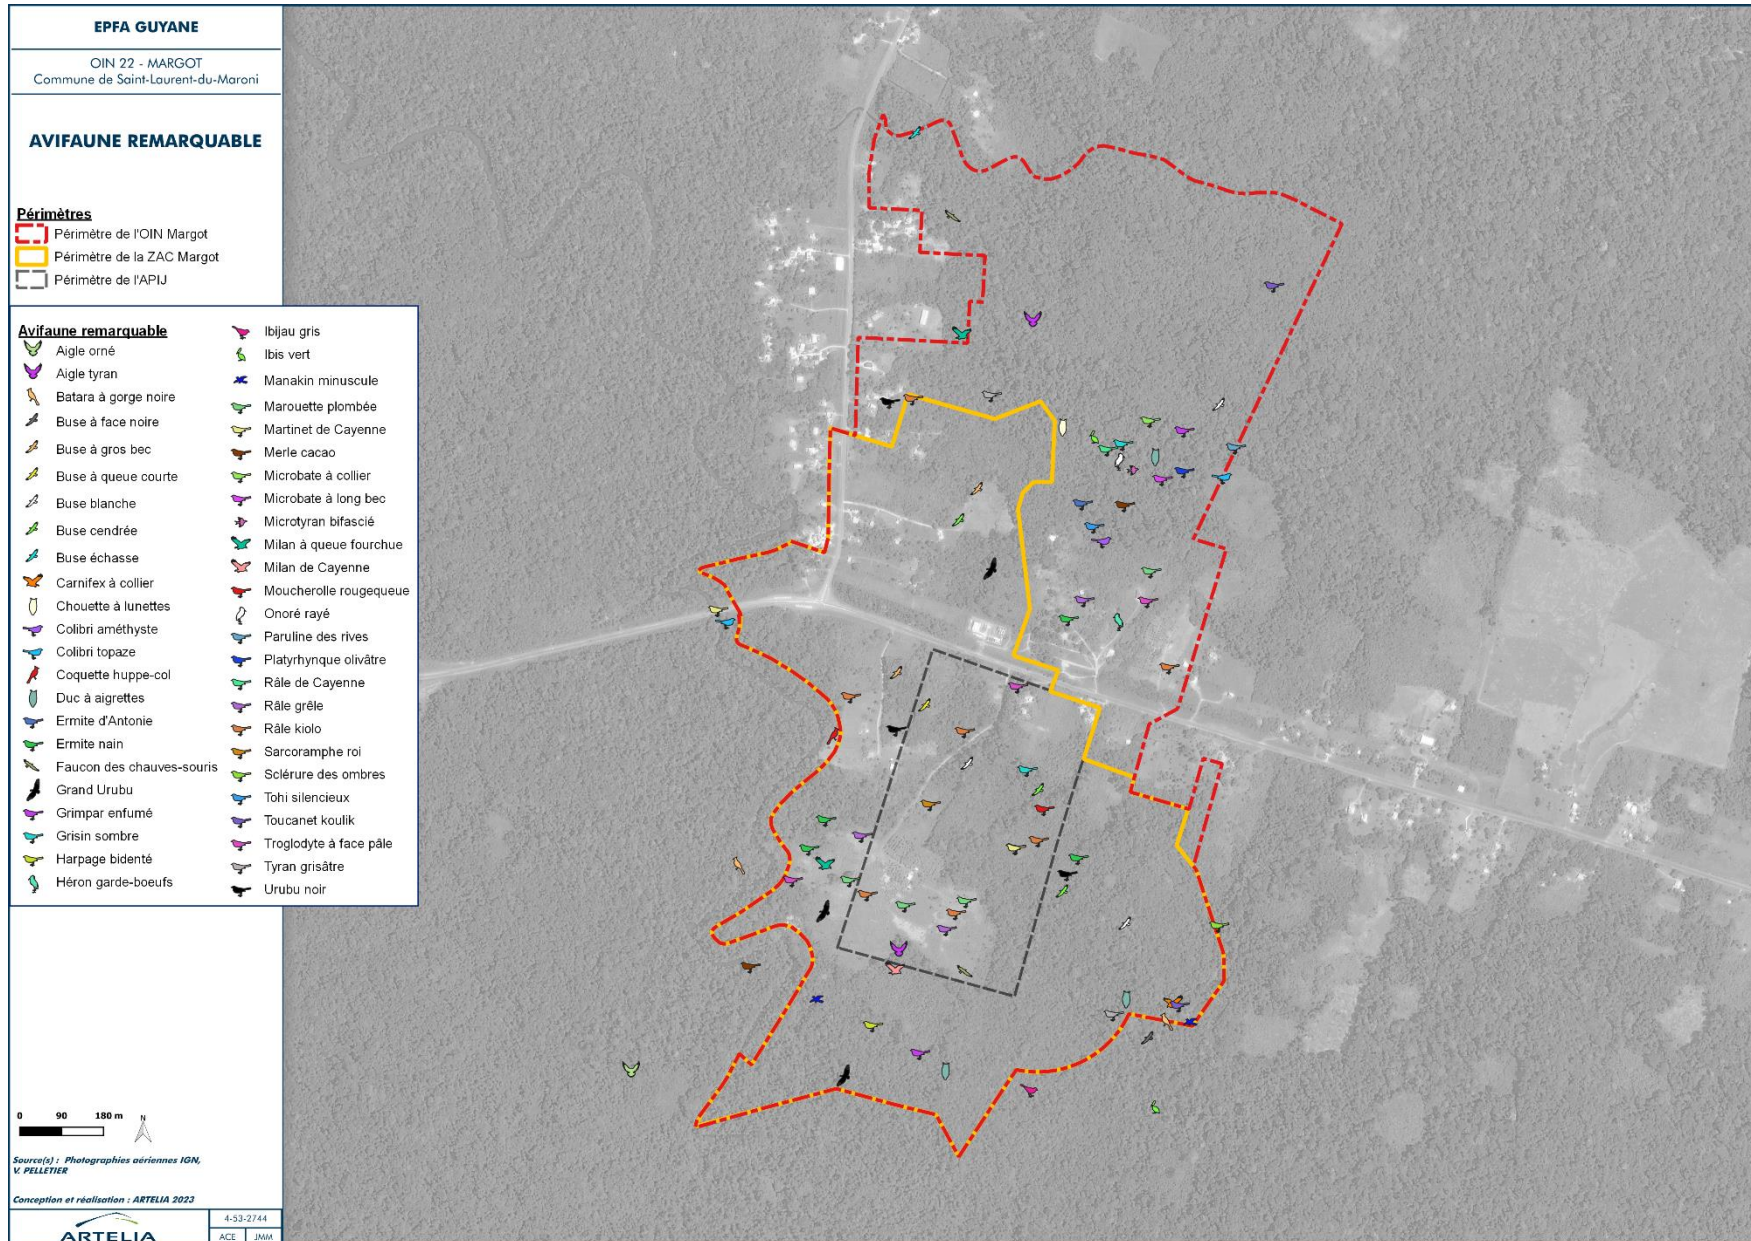 EPFA GUYANE
OIN 22 - MARGOT
Commune de Saint-Laurent-du-Maroni
AVIFAUNE REMARQUABLE
Périmètres
Périmètre de l'OIN Margot
Périmètre de la ZAC Margot
Périmètre de l'APIJ
Avifaune remarquable
Aigle orné
Aigle tyran
Batara à gorge noire
Buse à face noire
Buse à gros bec
Buse à queue courte
Buse blanche
Buse cendrée
Buse échasse
Carnifex à collier
Chouette à lunettes
Colibri améthyste
Colibri topaze
Coquette huppe-col
Duc à aigrettes
Ermite d'Antonie
Ermite nain
Faucon des chauves-souris
Grand Urubu
Grimpar enfumé
Grisin sombre
Harpage bidenté
Héron garde-boeufs
Ibijau gris
Ibis vert
Manakin minuscule
Marouette plombée
Martinet de Cayenne
Merle cacao
Microbate à collier
Microbate à long bec
Microtyran bifascié
Milan à queue fourchue
Milan de Cayenne
Moucherolle rougequeue
Onoré rayé
Paruline des rives
Platyrhynque olivâtre
Râle de Cayenne
Râle grêle
Râle kiolo
Sarcoramphe roi
Sclérure des ombres
Tohi silencieux
Toucanet koulik
Troglodyte à face pâle
Tyran grisâtre
Urubu noir
0 90 180 m
N
Source(s) : Photographies aériennes IGN,
V. PELLETIER
Conception et réalisation : ARTELIA 2023
ARTELIA
4-53-2744
ACE JMM